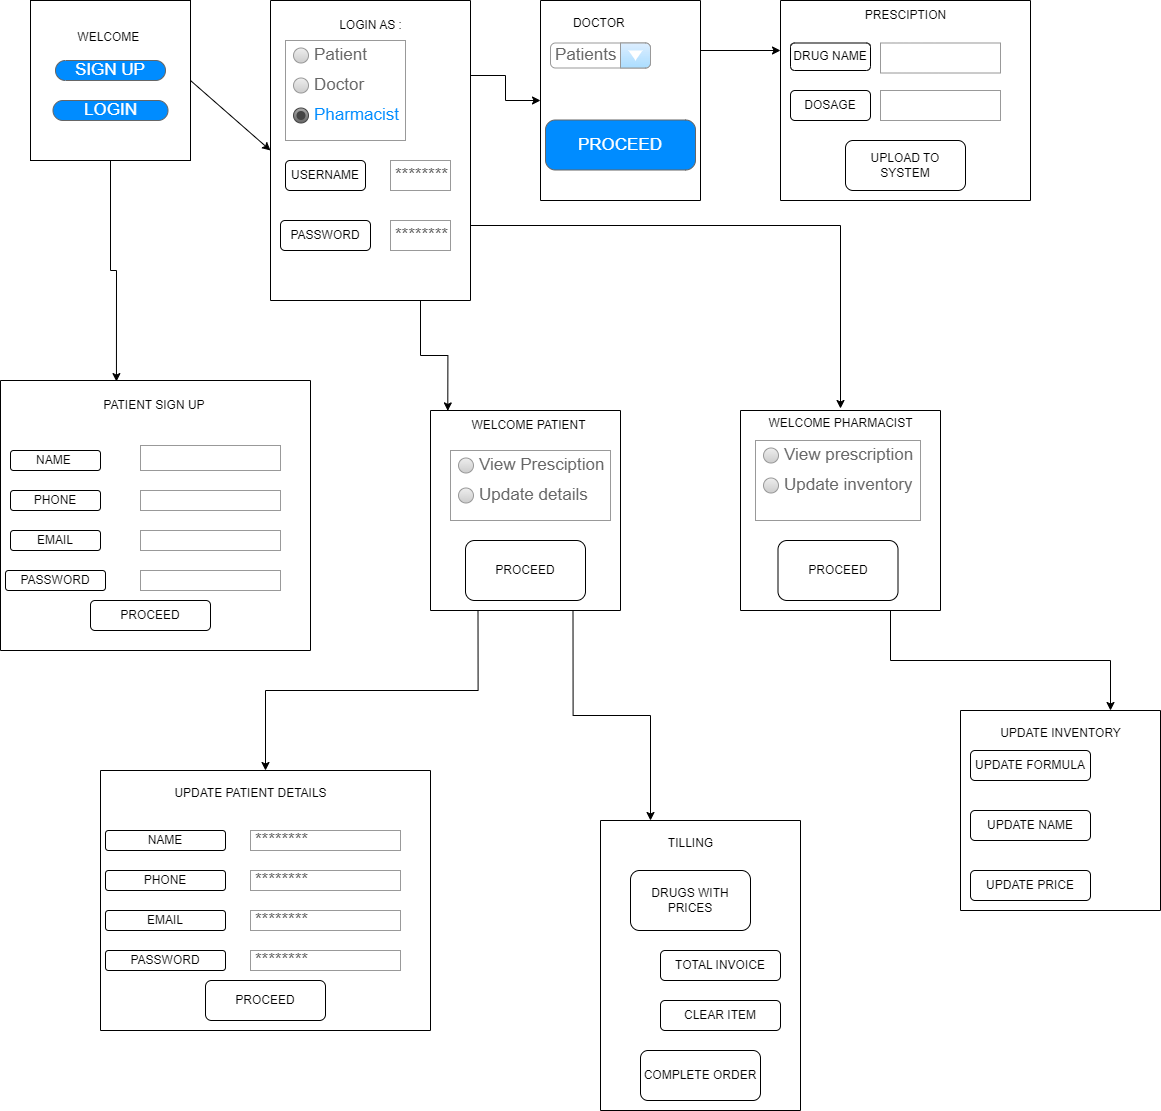 WELCOME
SIGN UP
LOGIN
LOGIN AS :
Patient
Doctor
Pharmacist
USERNAME
********
PASSWORD
********
DOCTOR
Patients
PROCEED
PRESCIPTION
DRUG NAME
DOSAGE
UPLOAD TO
SYSTEM
PATIENT SIGN UP
NAME
PHONE
EMAIL
PASSWORD
PROCEED
WELCOME PATIENT
View Presciption
Update details
PROCEED
WELCOME PHARMACIST
View prescription
Update inventory
PROCEED
UPDATE PATIENT DETAILS
NAME
********
PHONE
********
EMAIL
********
PASSWORD
********
PROCEED
TILLING
DRUGS WITH
PRICES
TOTAL INVOICE
CLEAR ITEM
COMPLETE ORDER
UPDATE INVENTORY
UPDATE FORMULA
UPDATE NAME
UPDATE PRICE